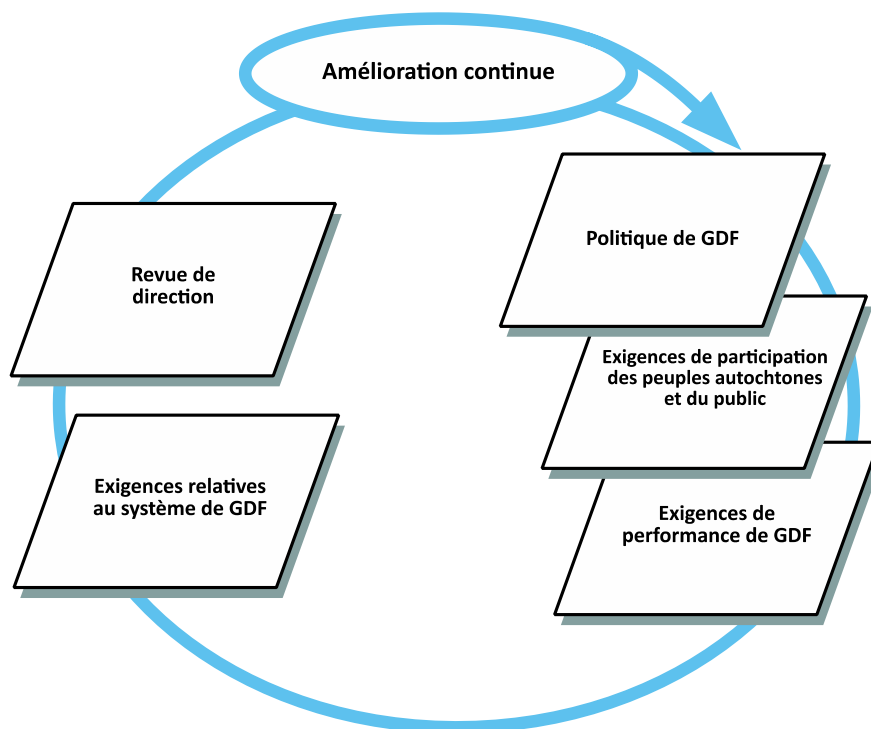 Amélioration continue
Politique de GDF
Exigences de participation
des peuples autochtones
et du public
Exigences de
performance de GDF
Exigences relatives
au système de GDF
Revue de
direction